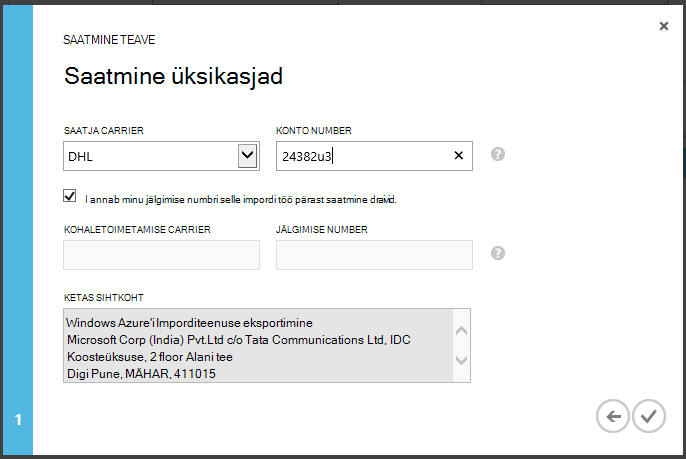 SAATMINE TEAVE
Saatmine üksikasjad
SAATJA CARRIER
KONTO NUMBER
DHL
24382u3
I annab minu jälgimise numbri selle impordi töö pärast saatmine draivid.
KOHALETOIMETAMISE CARRIER
JÄLGIMISE NUMBER
KETAS SIHTKOHT
Windows Azure'i Imporditeenuse eksportimine
Microsoft Corp (India) Pvt.Ltd c/o Tata Communications Ltd, IDC
Koosteüksuse, 2 floor Alani tee
Digi Pune, MÄHAR, 411015
1